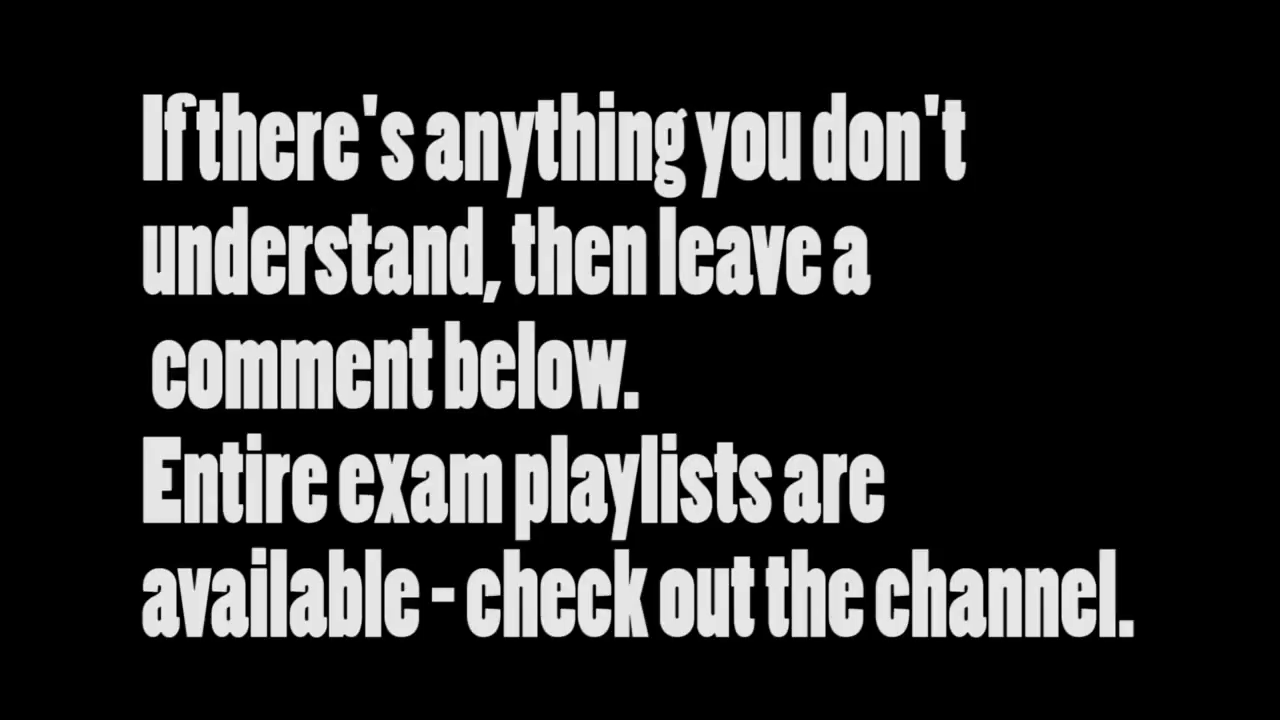 If there's anything you don't
understand, then leave a
comment below.
Entire exam playlists are
available - check out the channel.